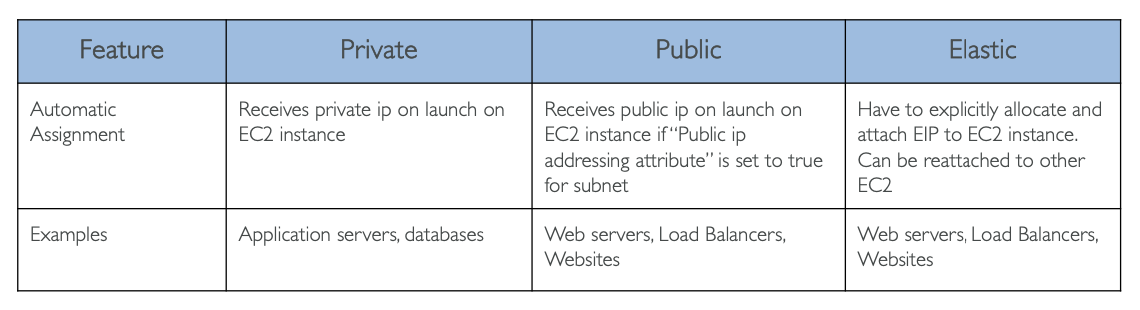 Feature
Private
Public
Elastic
Automatic
Assignment
Receives private ip on launch on
EC2 instance
Receives public ip on launch on
EC2 instance if “Public ip
addressing attribute” is set to true
for subnet
Have to explicitly allocate and
attach EIP to EC2 instance.
Can be reattached to other
EC2
Examples
Application servers, databases
Web servers, Load Balancers,
Websites
Web servers, Load Balancers,
Websites